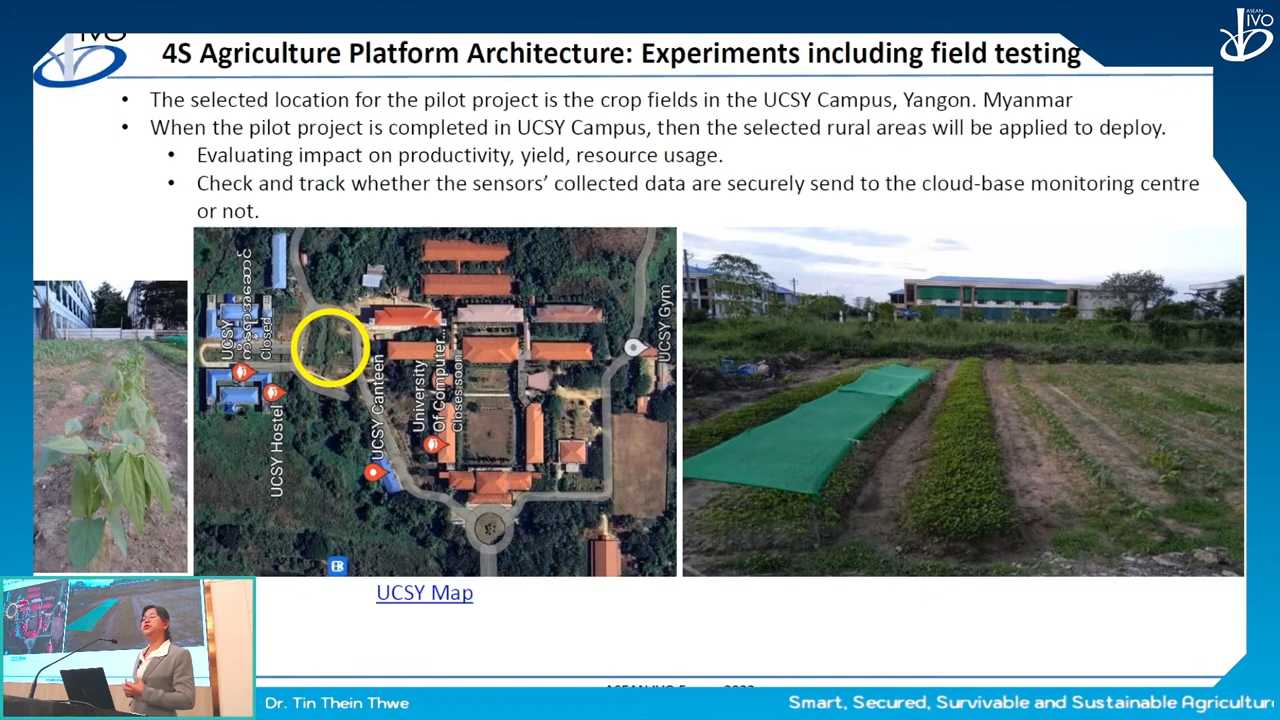 ASEAN
IVO
IVO
4S Agriculture Platform Architecture: Experiments including field testing
• The selected location for the pilot project is the crop fields in the UCSY Campus, Yangon. Myanmar
• When the pilot project is completed in UCSY Campus, then the selected rural areas will be applied to deploy.
• Evaluating impact on productivity, yield, resource usage.
• Check and track whether the sensors’ collected data are securely send to the cloud-base monitoring centre
or not.
UCSY
Closed
UCSY Hostel
UCSY Canteen
University
Of Computer...
Closes soon
UCSY Gym
UCSY Map
Dr. Tin Thein Thwe
Smart, Secured, Survivable and Sustainable Agriculture